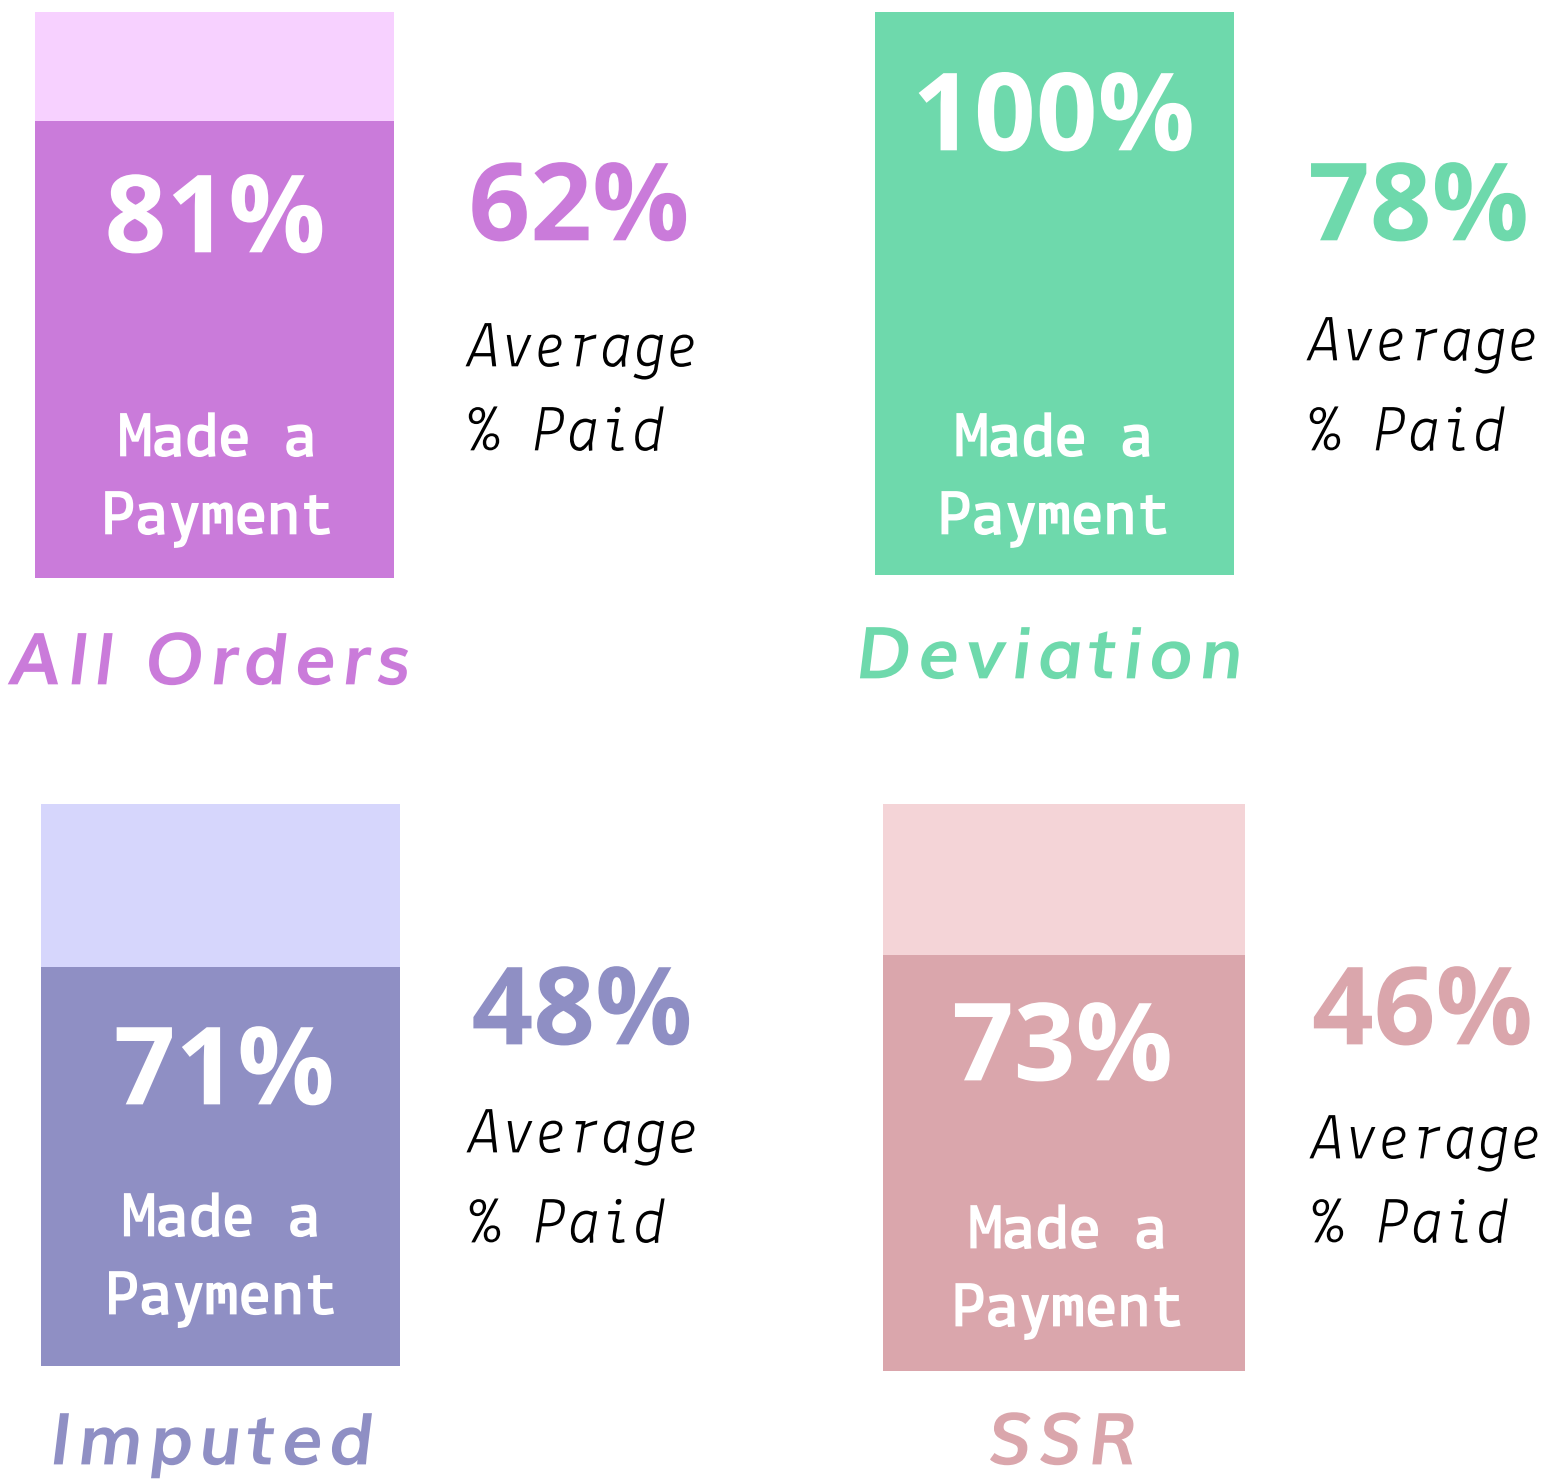 81%
Made a
Payment
62%
Average
% Paid
All Orders
100%
Made a
Payment
78%
Average
% Paid
Deviation
71%
Made a
Payment
48%
Average
% Paid
Imputed
73%
Made a
Payment
46%
Average
% Paid
SSR